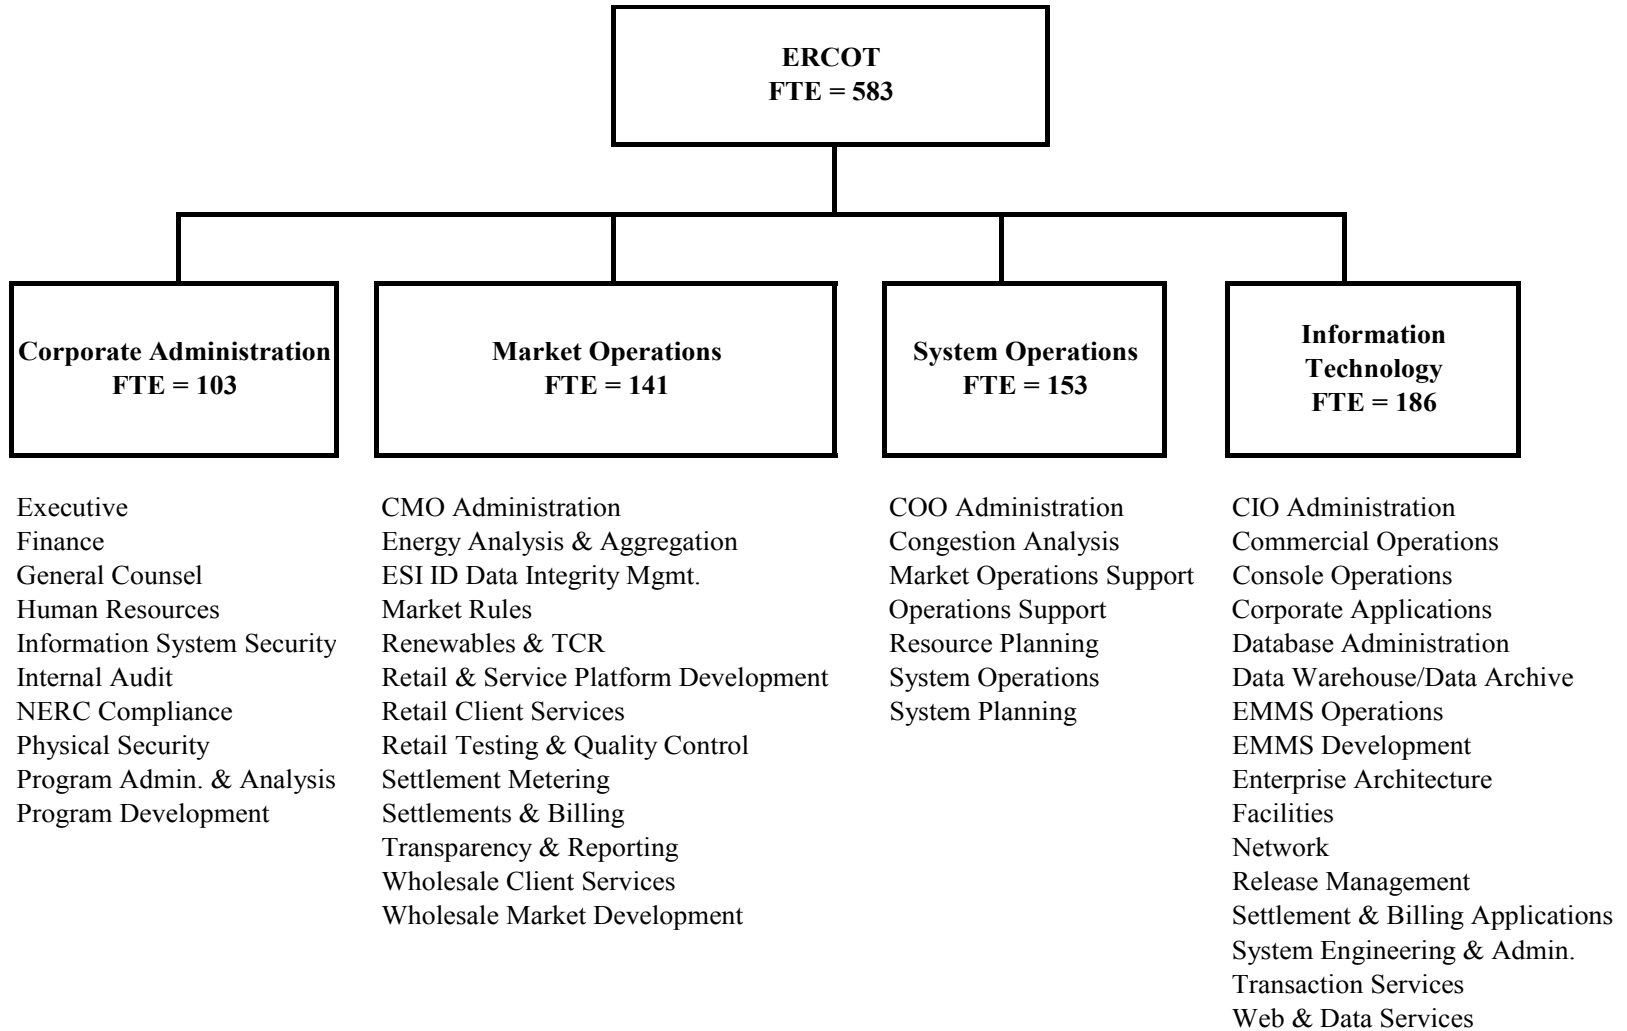 ERCOT
FTE = 583
Corporate Administration
FTE = 103
Market Operations
FTE = 141
System Operations
FTE = 153
Information
Technology
FTE = 186
Executive
Finance
General Counsel
Human Resources
Information System Security
Internal Audit
NERC Compliance
Physical Security
Program Admin. & Analysis
Program Development
CMO Administration
Energy Analysis & Aggregation
ESI ID Data Integrity Mgmt.
Market Rules
Renewables & TCR
Retail & Service Platform Development
Retail Client Services
Retail Testing & Quality Control
Settlement Metering
Settlements & Billing
Transparency & Reporting
Wholesale Client Services
Wholesale Market Development
COO Administration
Congestion Analysis
Market Operations Support
Operations Support
Resource Planning
System Operations
System Planning
CIO Administration
Commercial Operations
Console Operations
Corporate Applications
Database Administration
Data Warehouse/Data Archive
EMMS Operations
EMMS Development
Enterprise Architecture
Facilities
Network
Release Management
Settlement & Billing Applications
System Engineering & Admin.
Transaction Services
Web & Data Services